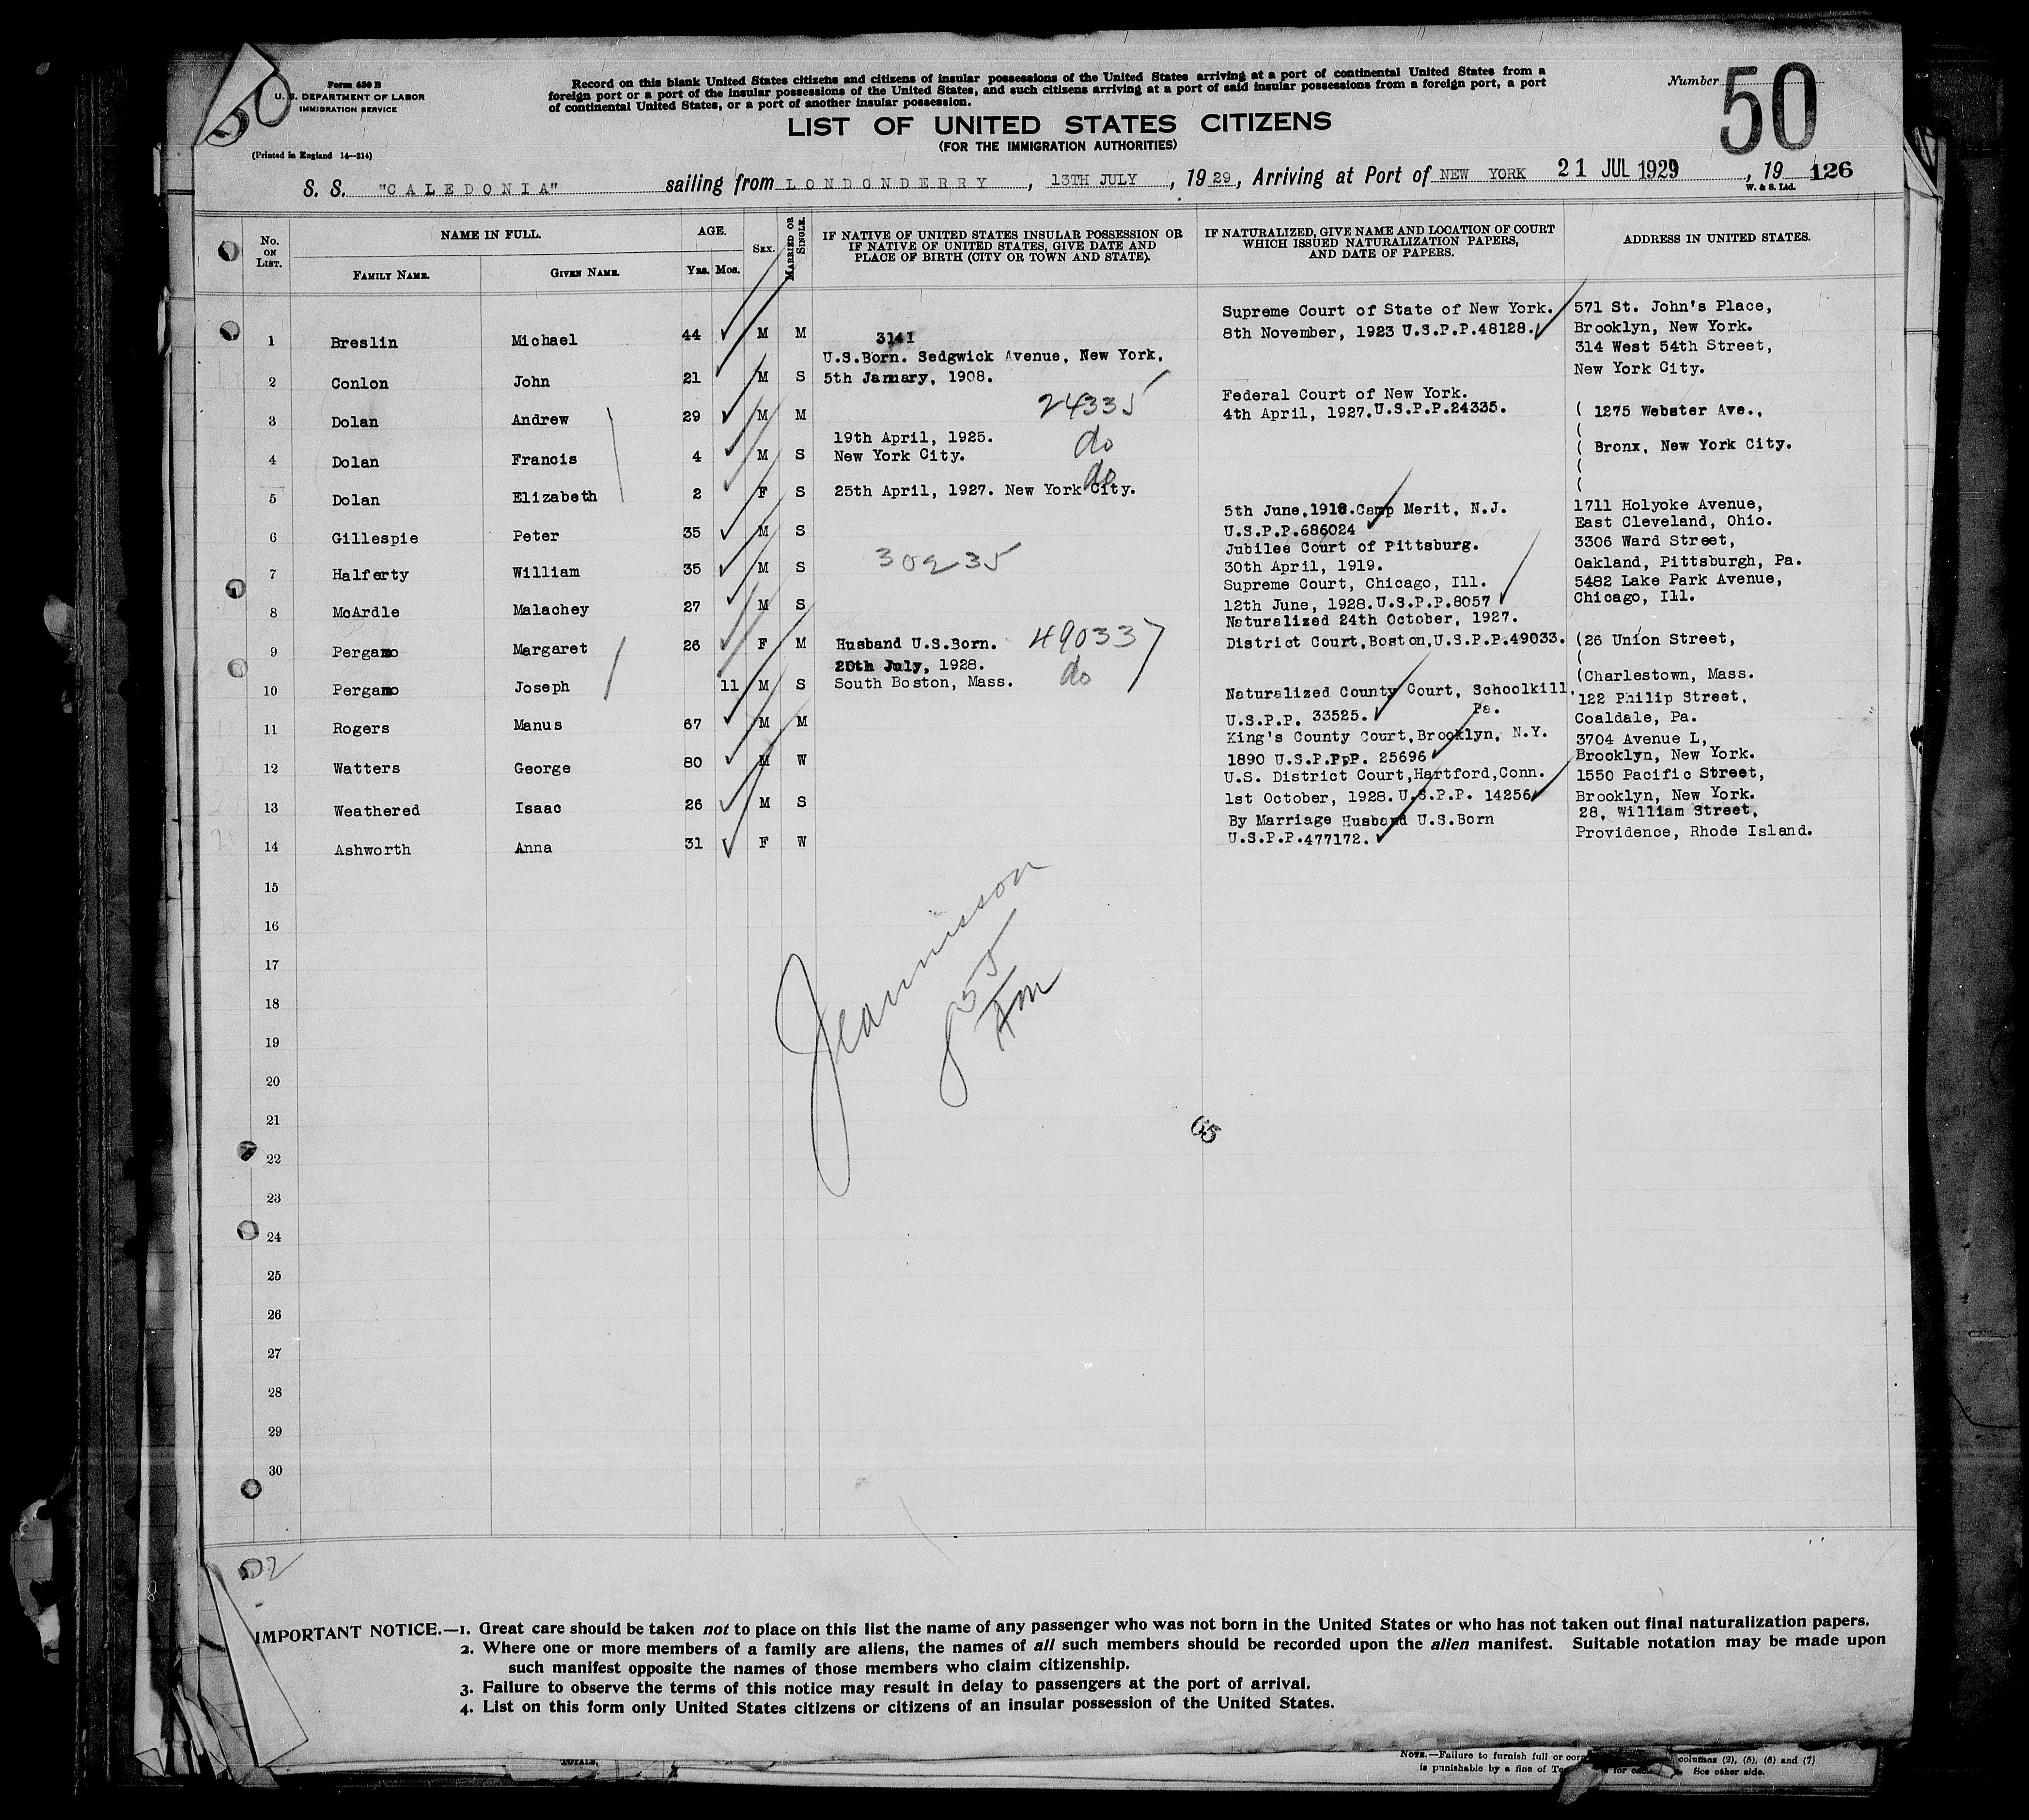 Form 630 B
U. S. DEPARTMENT OF LABOR
IMMIGRATION SERVICE
(Printed in England 14—214)
Record on this blank United States citizens and citizens of insular possessions of the United States arriving at a port of continental United States from a
foreign port or a port of the insular possessions of the United States, and such citizens arriving at a port of said insular possessions from a foreign port, a port
of continental United States, or a port of another insular possession.
Number 50
LIST OF UNITED STATES CITIZENS
(FOR THE IMMIGRATION AUTHORITIES)
S. S. "CALEDONIA" sailing from LONDONDERRY, 13TH JULY, 1929, Arriving at Port of NEW YORK 21 JUL 1929, 19 126
W. & S. Ltd.
No. ON LIST.
NAME IN FULL.
FAMILY NAME.
GIVEN NAME.
AGE.
YRS. MOS.
SEX.
MARRIED OR SINGLE.
IF NATIVE OF UNITED STATES INSULAR POSSESSION OR
IF NATIVE OF UNITED STATES, GIVE DATE AND
PLACE OF BIRTH (CITY OR TOWN AND STATE).
IF NATURALIZED, GIVE NAME AND LOCATION OF COURT
WHICH ISSUED NATURALIZATION PAPERS,
AND DATE OF PAPERS.
ADDRESS IN UNITED STATES.
Supreme Court of State of New York. 571 St. John's Place,
1 Breslin Michael 44 M M 8th November, 1923 U.S.P.P.48128. Brooklyn, New York.
3141
U.S.Born. Sedgwick Avenue, New York, 314 West 54th Street,
2 Conlon John 21 M S 5th January, 1908. New York City.
Federal Court of New York.
3 Dolan Andrew 29 M M 24335 4th April, 1927.U.S.P.P.24335. ( 1275 Webster Ave.,
19th April, 1925. (
4 Dolan Francis 4 M S New York City. do ( Bronx, New York City.
(
5 Dolan Elizabeth 2 F S 25th April, 1927. New York City. do (
5th June,1918.Camp Merit, N.J. 1711 Holyoke Avenue,
6 Gillespie Peter 35 M S U.S.P.P.686024 East Cleveland, Ohio.
Jubilee Court of Pittsburg. 3306 Ward Street,
7 Halferty William 35 M S 30235 30th April, 1919. Oakland, Pittsburgh, Pa.
Supreme Court, Chicago, Ill. 5482 Lake Park Avenue,
8 McArdle Malachey 27 M S 12th June, 1928.U.S.P.P.8057 Chicago, Ill.
Naturalized 24th October, 1927.
9 Pergamo Margaret 26 F M Husband U.S.Born. 490337 District Court,Boston,U.S.P.P.49033. (26 Union Street,
20th July, 1928. (
10 Pergamo Joseph 11 M S South Boston, Mass. do (Charlestown, Mass.
Naturalized County Court, Schoolkill, Pa. 122 Philip Street,
11 Rogers Manus 67 M M U.S.P.P. 33525. Coaldale, Pa.
King's County Court,Brooklyn, N.Y. 3704 Avenue L,
12 Watters George 80 M W 1890 U.S.P.PpP. 25696 Brooklyn, New York.
U.S. District Court,Hartford,Conn. 1550 Pacific Street,
13 Weathered Isaac 26 M S 1st October, 1928.U.S.P.P. 14256 Brooklyn, New York.
By Marriage Husband U.S.Born 28, William Street,
14 Ashworth Anna 31 F W U.S.P.P.477172. Providence, Rhode Island.
15
16
17
18
19
20
21
22
23
24
25
26
27
28
29
30
65
IMPORTANT NOTICE.—1. Great care should be taken not to place on this list the name of any passenger who was not born in the United States or who has not taken out final naturalization papers.
2. Where one or more members of a family are aliens, the names of all such members should be recorded upon the alien manifest. Suitable notation may be made upon
such manifest opposite the names of those members who claim citizenship.
3. Failure to observe the terms of this notice may result in delay to passengers at the port of arrival.
4. List on this form only United States citizens or citizens of an insular possession of the United States.
TOTALS,
NOTE.—Failure to furnish full or columns (2), (5), (6) and (7)
is punishable by a fine of See other side.